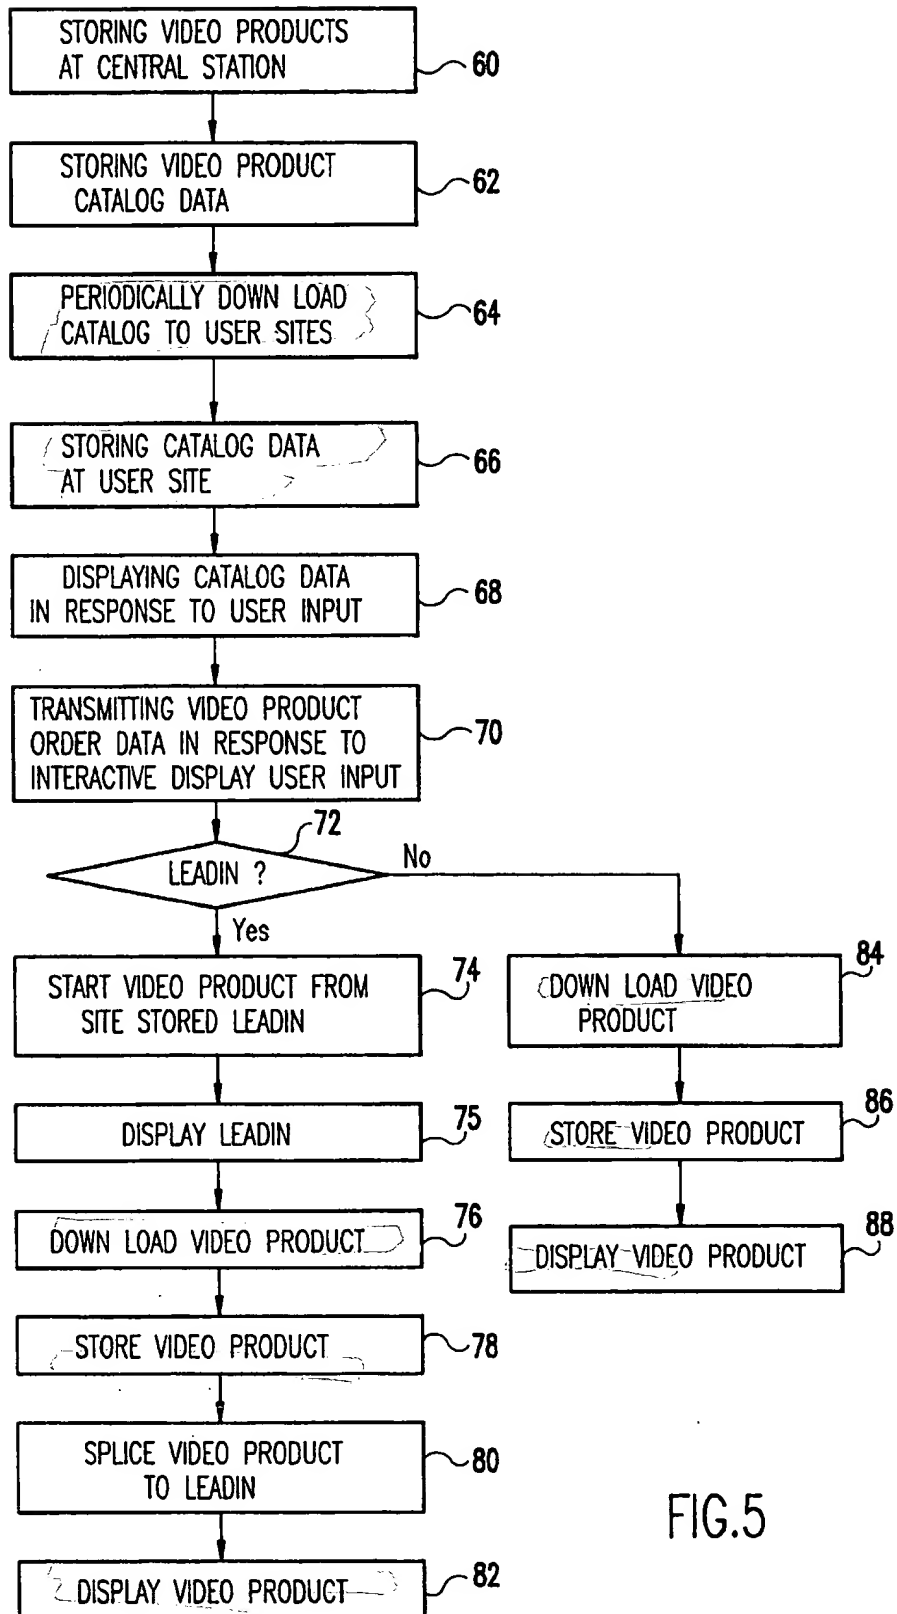 STORING VIDEO PRODUCTS
AT CENTRAL STATION
60
STORING VIDEO PRODUCT
CATALOG DATA
62
PERIODICALLY DOWN LOAD
CATALOG TO USER SITES
64
STORING CATALOG DATA
AT USER SITE
66
DISPLAYING CATALOG DATA
IN RESPONSE TO USER INPUT
68
TRANSMITTING VIDEO PRODUCT
ORDER DATA IN RESPONSE TO
INTERACTIVE DISPLAY USER INPUT
70
72
LEADIN ?
No
Yes
START VIDEO PRODUCT FROM
SITE STORED LEADIN
74
DISPLAY LEADIN
75
DOWN LOAD VIDEO PRODUCT
76
STORE VIDEO PRODUCT
78
SPLICE VIDEO PRODUCT
TO LEADIN
80
DISPLAY VIDEO PRODUCT
82
DOWN LOAD VIDEO
PRODUCT
84
STORE VIDEO PRODUCT
86
DISPLAY VIDEO PRODUCT
88
FIG.5